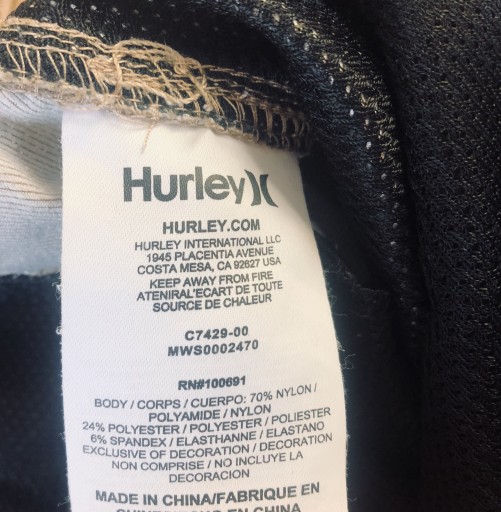 Hurley
HURLEY.COM
HURLEY INTERNATIONAL LLC
1945 PLACENTIA AVENUE
COSTA MESA, CA 92627 USA
KEEP AWAY FROM FIRE
ATENIRAL'ECART DE TOUTE
SOURCE DE CHALEUR
C7429-00
MWS0002470
RN#100691
BODY / CORPS / CUERPO: 70% NYLON /
POLYAMIDE / NYLON
24% POLYESTER / POLYESTER / POLIESTER
6% SPANDEX / ELASTHANNE / ELASTANO
EXCLUSIVE OF DECORATION / DECORATION
NON COMPRISE / NO INCLUYE LA
DECORACION
MADE IN CHINA/FABRIQUE EN
EN CHINA